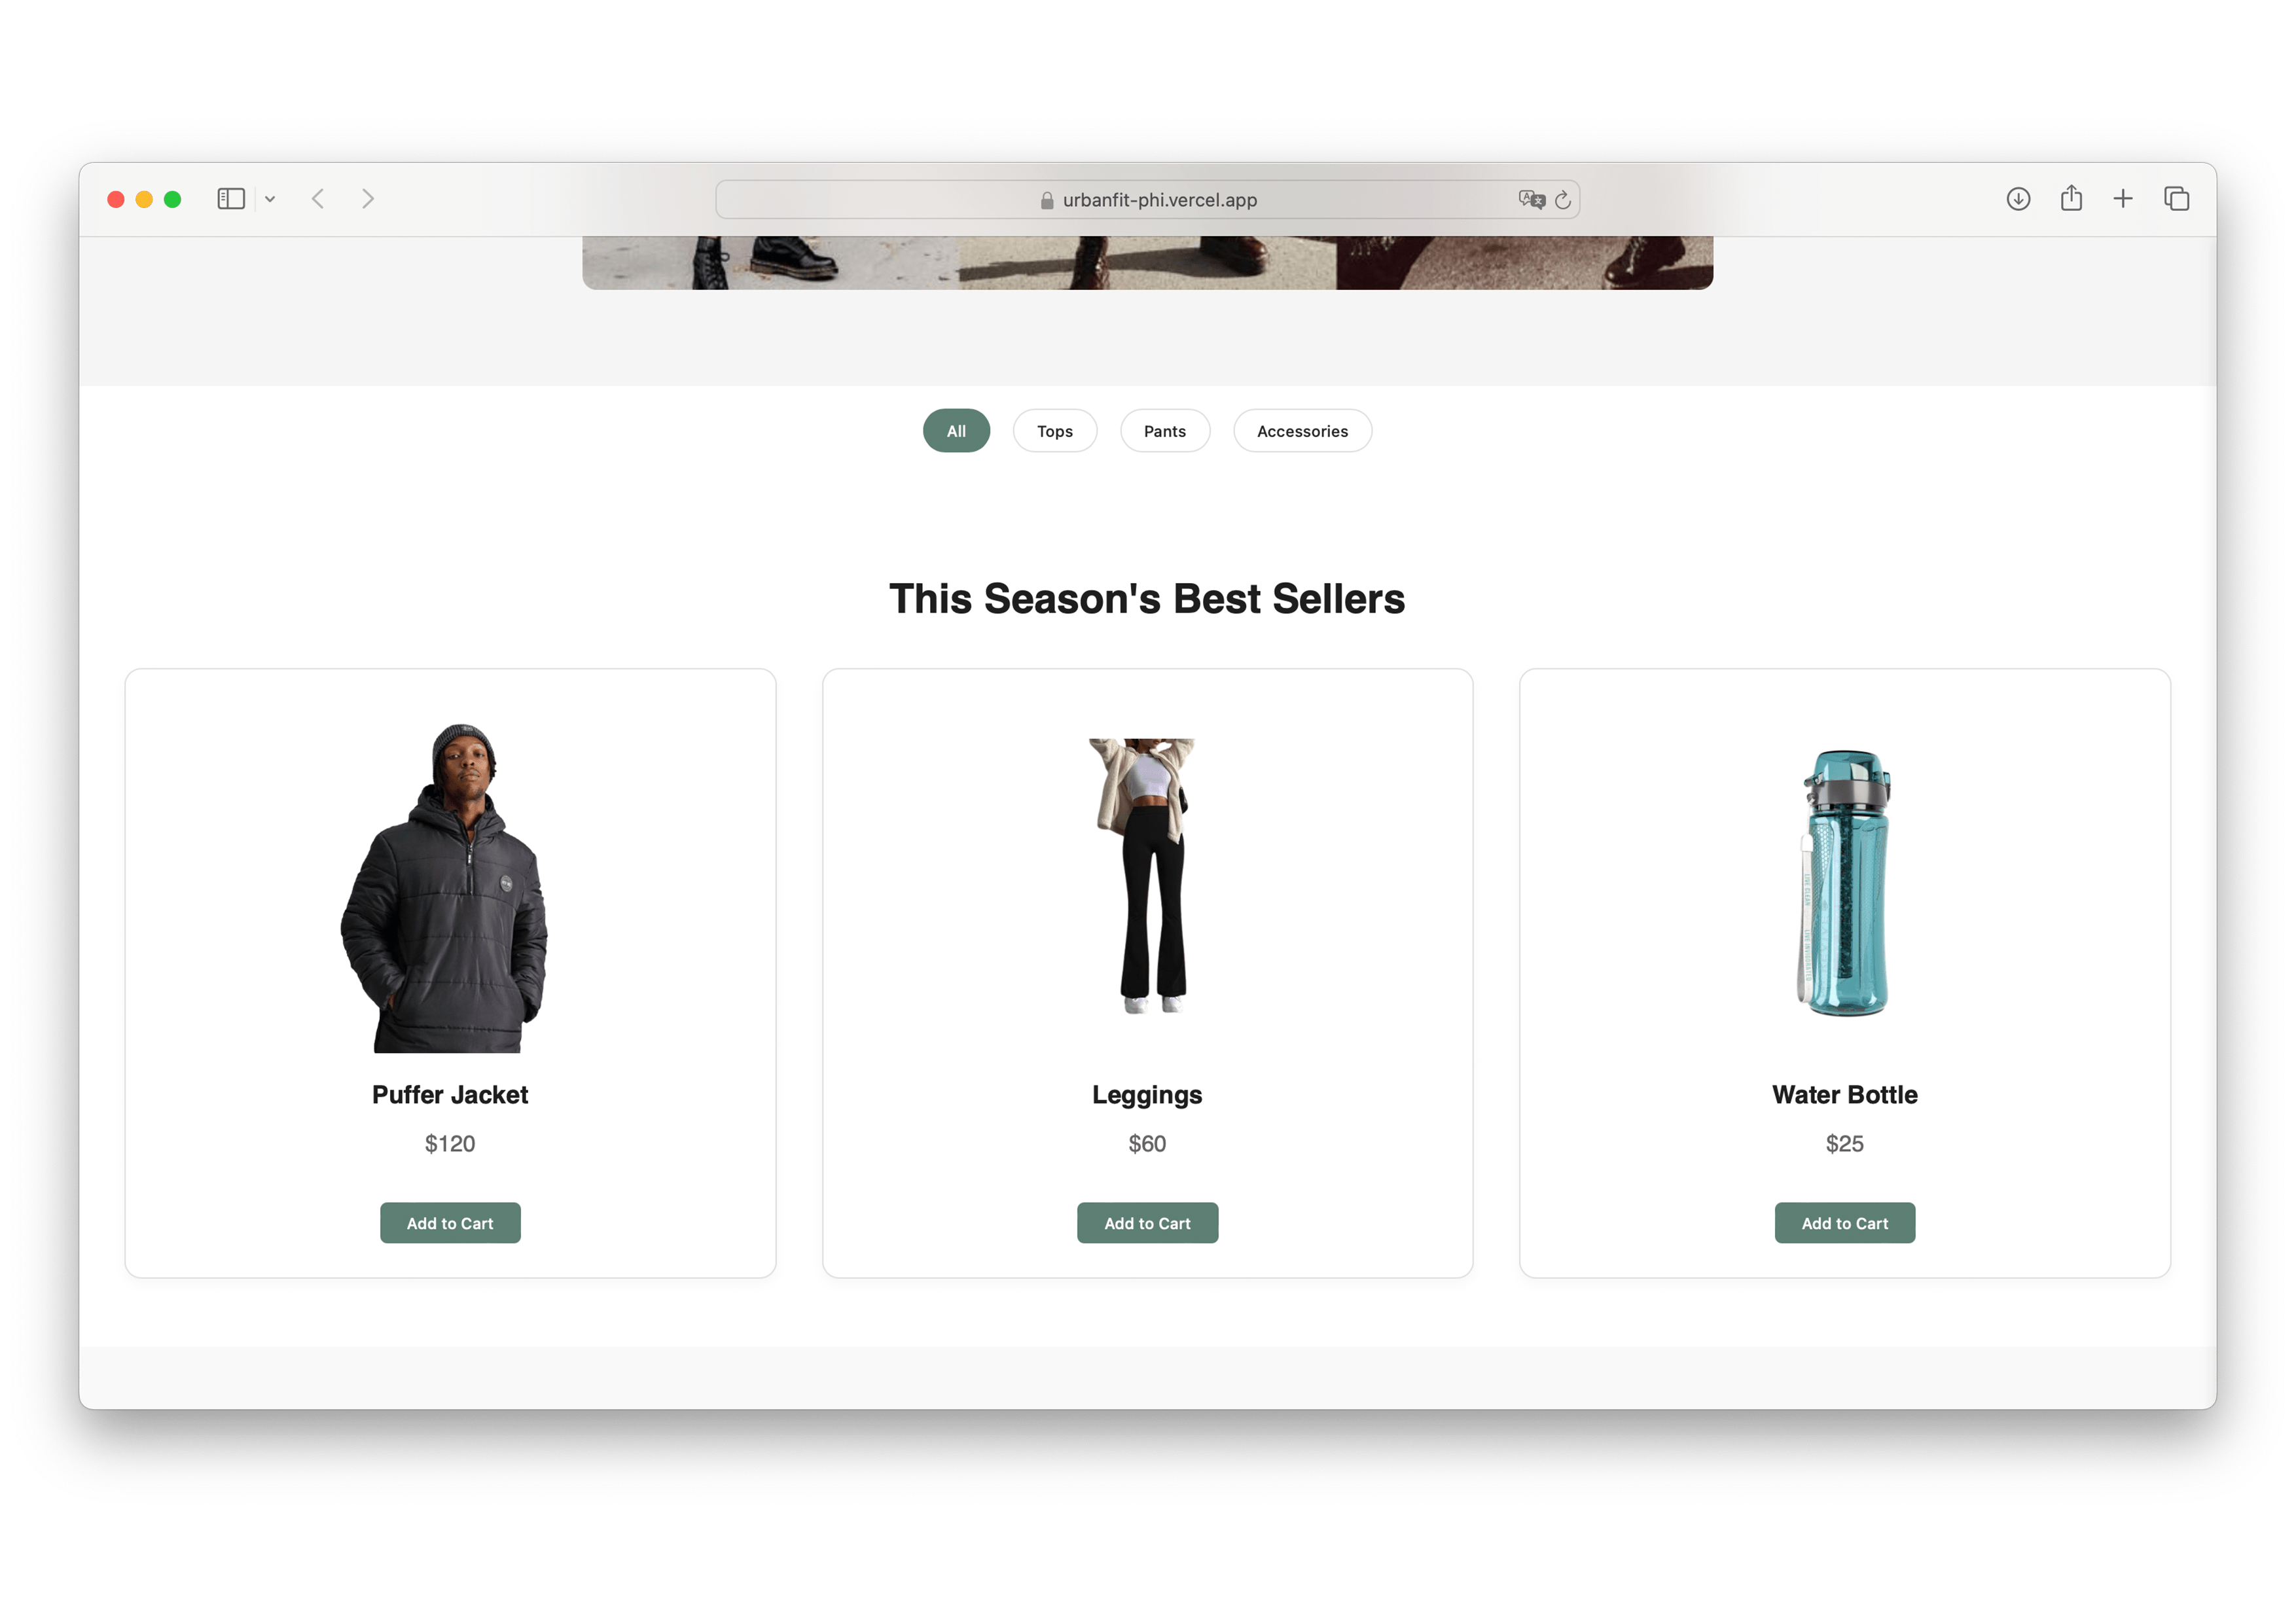 urbanfit-phi.vercel.app
All Tops Pants Accessories
This Season's Best Sellers
Puffer Jacket Leggings Water Bottle
$120 $60 $25
Add to Cart Add to Cart Add to Cart